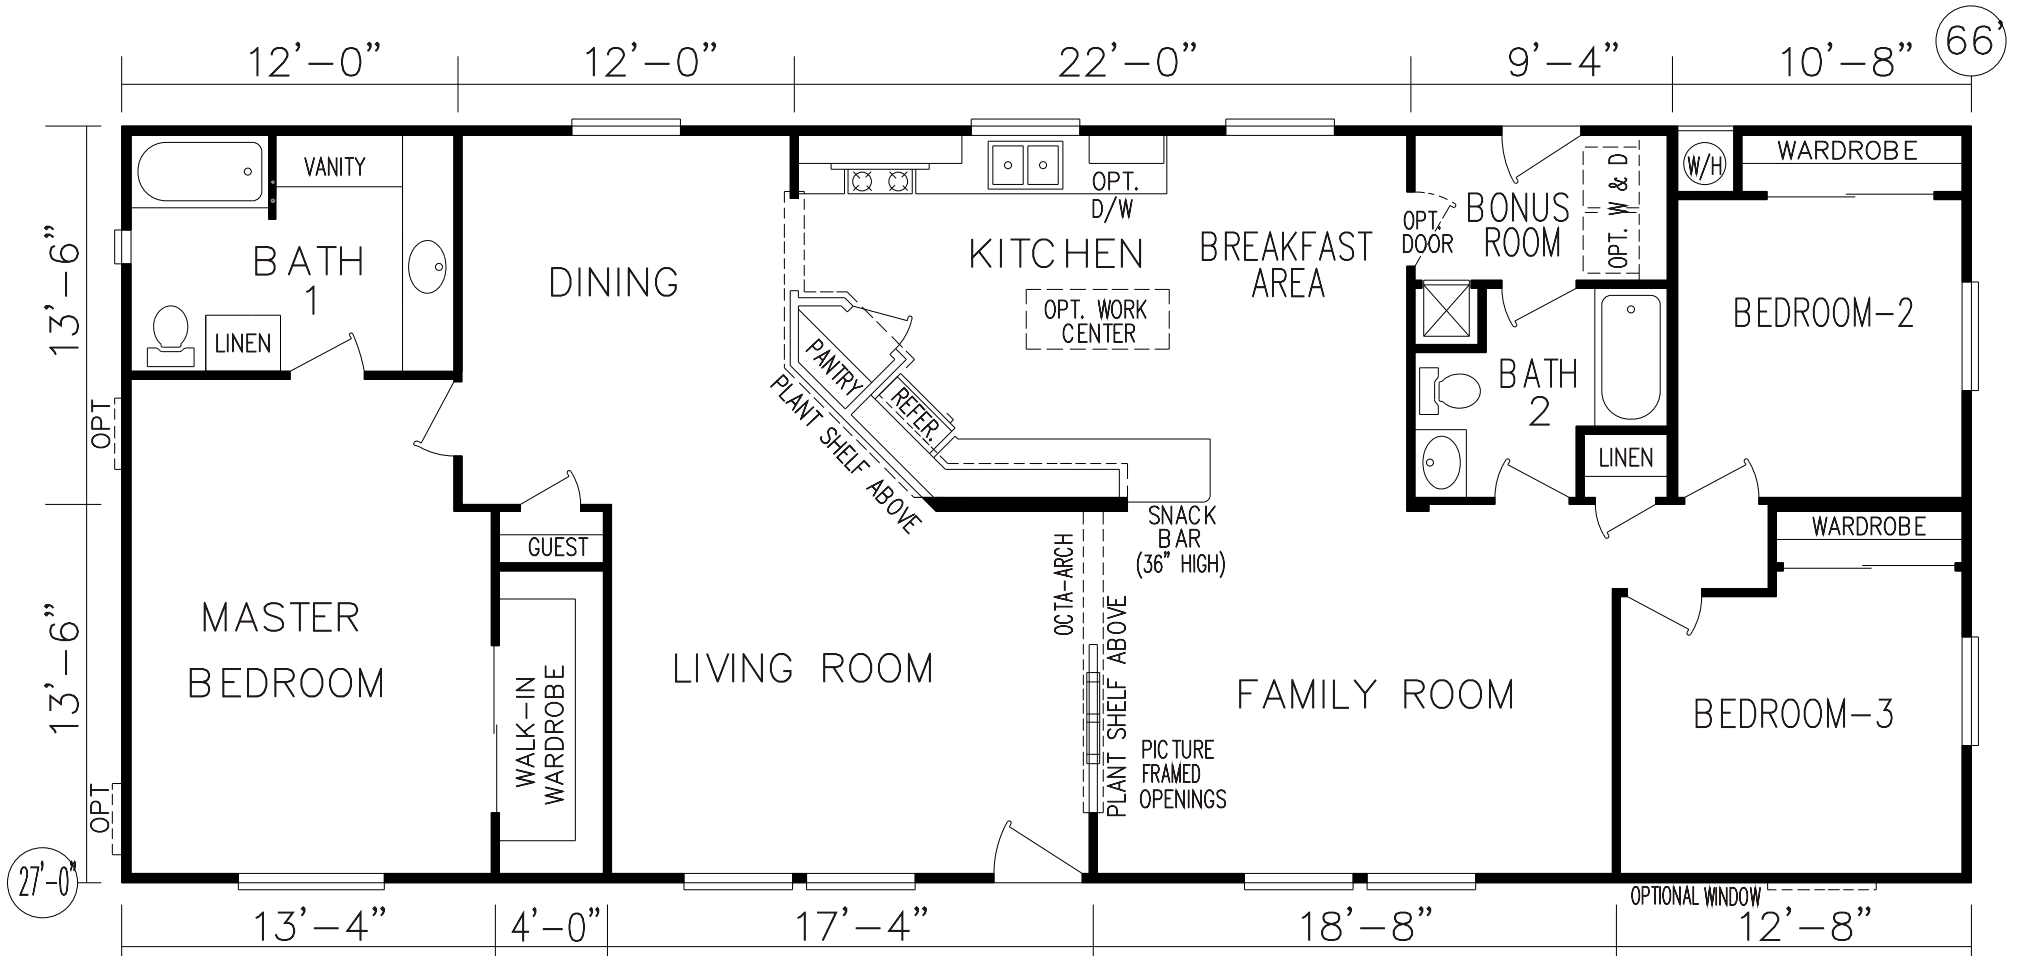 12'-0"
12'-0"
22'-0"
9'-4"
10'-8"
66'
13'-6"
13'-6"
27'-0"
VANITY
BATH
1
LINEN
DINING
KITCHEN
OPT.
D/W
OPT. WORK
CENTER
BREAKFAST
AREA
OPT.
DOOR
BONUS
ROOM
OPT. W & D
W/H
WARDROBE
BEDROOM-2
BATH
2
LINEN
PANTRY
REFER.
PLANT SHELF ABOVE
SNACK
BAR
(36" HIGH)
OPT
OPT
MASTER
BEDROOM
GUEST
WALK-IN
WARDROBE
LIVING ROOM
OCTA-ARCH
PLANT SHELF ABOVE
PICTURE
FRAMED
OPENINGS
FAMILY ROOM
WARDROBE
BEDROOM-3
OPTIONAL WINDOW
13'-4"
4'-0"
17'-4"
18'-8"
12'-8"